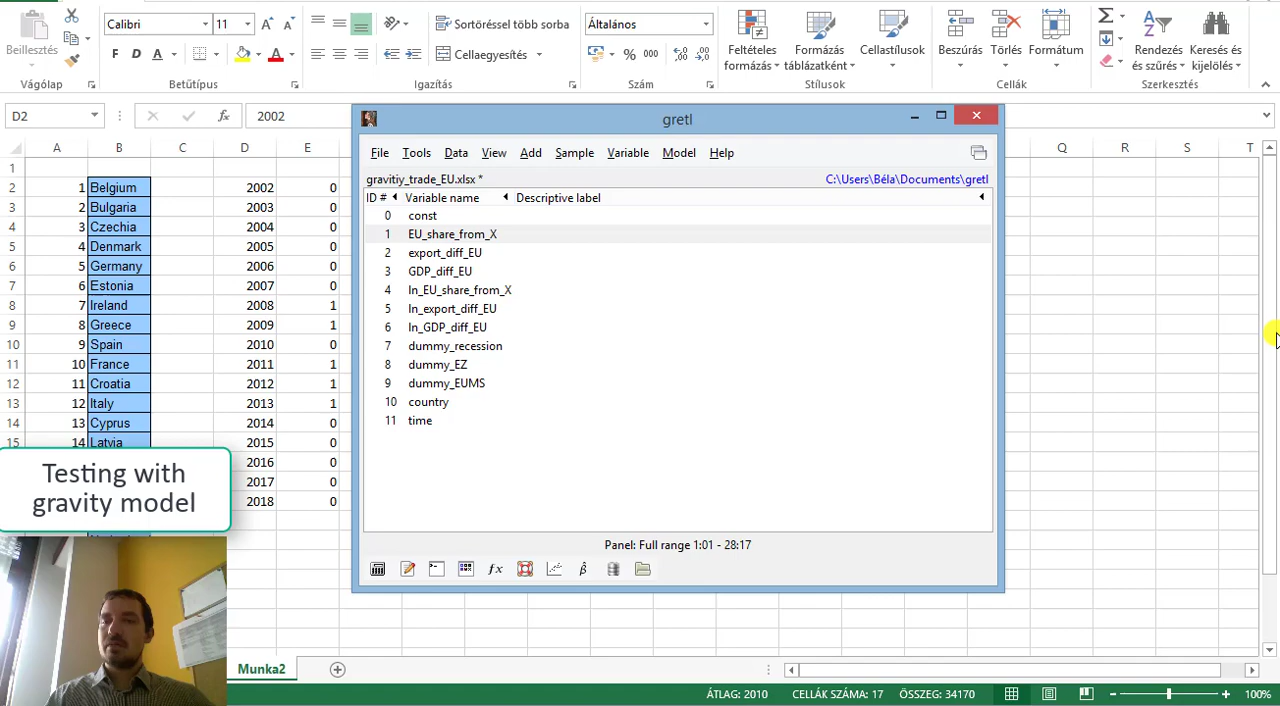 Calibri 11 Sortöréssel több sorba Általános
Beillesztés Cellaegyesítés % 000 Feltételes formázás Formázás táblázatként Cellastílusok Beszúrás Törlés Formátum Rendezés és szűrés Keresés és kijelölés
F D A
Vágólap Betűtípus Igazítás Szám Stílusok Cellák Szerkesztés
D2 fx 2002
A B C D E Q R S T
1
2 1 Belgium 2002 0
3 2 Bulgaria 2003 0
4 3 Czechia 2004 0
5 4 Denmark 2005 0
6 5 Germany 2006 0
7 6 Estonia 2007 0
8 7 Ireland 2008 1
9 8 Greece 2009 1
10 9 Spain 2010 0
11 10 France 2011 1
12 11 Croatia 2012 1
13 12 Italy 2013 1
14 13 Cyprus 2014 0
15 14 Latvia 2015 0
2016 0
2017 0
2018 0
gretl
File Tools Data View Add Sample Variable Model Help
gravitiy_trade_EU.xlsx * C:\Users\Béla\Documents\gretl
ID # Variable name Descriptive label
0 const
1 EU_share_from_X
2 export_diff_EU
3 GDP_diff_EU
4 ln_EU_share_from_X
5 ln_export_diff_EU
6 ln_GDP_diff_EU
7 dummy_recession
8 dummy_EZ
9 dummy_EUMS
10 country
11 time
Panel: Full range 1:01 - 28:17
fx β
Testing with
gravity model
Munka2
ÁTLAG: 2010 CELLÁK SZÁMA: 17 ÖSSZEG: 34170 100%